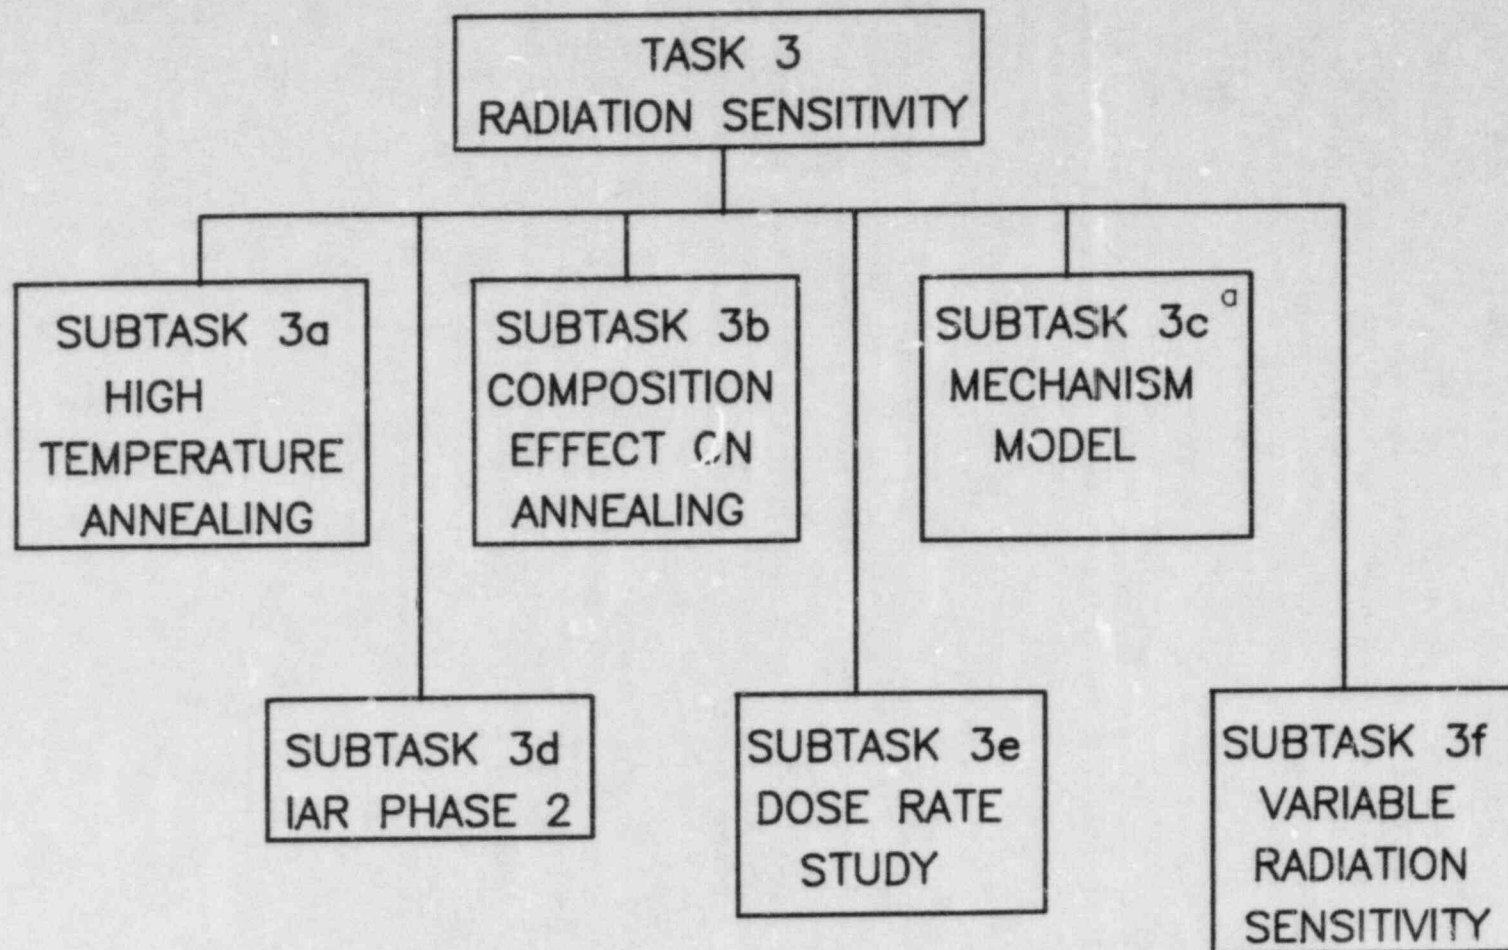 TASK 3
RADIATION SENSITIVITY
SUBTASK 3a
HIGH
TEMPERATURE
ANNEALING
SUBTASK 3b
COMPOSITION
EFFECT ON
ANNEALING
SUBTASK 3c a
MECHANISM
MODEL
SUBTASK 3d
IAR PHASE 2
SUBTASK 3e
DOSE RATE
STUDY
SUBTASK 3f
VARIABLE
RADIATION
SENSITIVITY